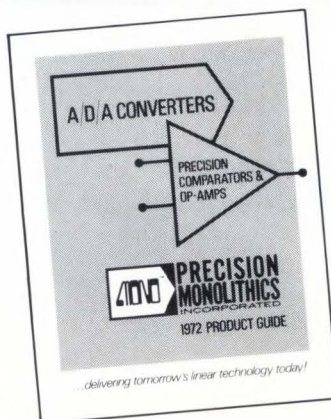 A/D/A CONVERTERS
PRECISION
COMPARATORS &
OP-AMPS
PRECISION
MONOLITHICS
INCORPORATED
1972 PRODUCT GUIDE
...delivering tomorrow's linear technology today!